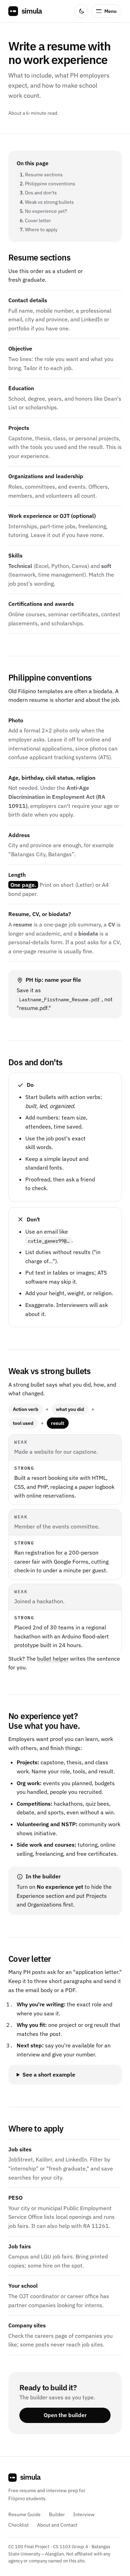 simula
Menu
Write a resume with
no work experience
What to include, what PH employers
expect, and how to make school
work count.
About a 6-minute read.
On this page
1. Resume sections
2. Philippine conventions
3. Dos and don'ts
4. Weak vs strong bullets
5. No experience yet?
6. Cover letter
7. Where to apply
Resume sections
Use this order as a student or
fresh graduate.
Contact details
Full name, mobile number, a professional
email, city and province, and LinkedIn or
portfolio if you have one.
Objective
Two lines: the role you want and what you
bring. Tailor it to each job.
Education
School, degree, years, and honors like Dean's
List or scholarships.
Projects
Capstone, thesis, class, or personal projects,
with the tools you used and the result. This is
your experience.
Organizations and leadership
Roles, committees, and events. Officers,
members, and volunteers all count.
Work experience or OJT (optional)
Internships, part-time jobs, freelancing,
tutoring. Leave it out if you have none.
Skills
Technical (Excel, Python, Canva) and soft
(teamwork, time management). Match the
job post's wording.
Certifications and awards
Online courses, seminar certificates, contest
placements, and scholarships.
Philippine conventions
Old Filipino templates are often a biodata. A
modern resume is shorter and about the job.
Photo
Add a formal 2×2 photo only when the
employer asks. Leave it off for online and
international applications, since photos can
confuse applicant tracking systems (ATS).
Age, birthday, civil status, religion
Not needed. Under the Anti-Age
Discrimination in Employment Act (RA
10911), employers can't require your age or
birth date when you apply.
Address
City and province are enough, for example
"Balangas City, Batangas".
Length
One page. Print on short (Letter) or A4
bond paper.
Resume, CV, or biodata?
A resume is a one-page job summary, a CV is
longer and academic, and a biodata is a
personal-details form. If a post asks for a CV,
a one-page resume is usually fine.
PH tip: name your file
Save it as
Lastname_Firstname_Resume.pdf, not
"resume.pdf."
Dos and don'ts
Do
Start bullets with action verbs:
built, led, organized.
Add numbers: team size,
attendees, time saved.
Use the job post's exact
skill words.
Keep a simple layout and
standard fonts.
Proofread, then ask a friend
to check.
Don't
Use an email like
cutie_gamer99@….
List duties without results ("in
charge of…").
Put text in tables or images; ATS
software may skip it.
Add your height, weight, or religion.
Exaggerate. Interviewers will ask
about it.
Weak vs strong bullets
A strong bullet says what you did, how, and
what changed.
Action verb + what you did +
tool used + result
WEAK
Made a website for our capstone.
STRONG
Built a resort booking site with HTML,
CSS, and PHP, replacing a paper logbook
with online reservations.
WEAK
Member of the events committee.
STRONG
Ran registration for a 200-person
career fair with Google Forms, cutting
check-in to under a minute per guest.
WEAK
Joined a hackathon.
STRONG
Placed 2nd of 30 teams in a regional
hackathon with an Arduino flood-alert
prototype built in 24 hours.
Stuck? The bullet helper writes the sentence
for you.
No experience yet?
Use what you have.
Employers want proof you can learn, work
with others, and finish things:
Projects: capstone, thesis, and class
work. Name your role, tools, and result.
Org work: events you planned, budgets
you handled, people you recruited.
Competitions: hackathons, quiz bees,
debate, and sports, even without a win.
Volunteering and NSTP: community work
shows initiative.
Side work and courses: tutoring, online
selling, freelancing, and free certificates.
In the builder
Turn on No experience yet to hide the
Experience section and put Projects
and Organizations first.
Cover letter
Many PH posts ask for an "application letter."
Keep it to three short paragraphs and send it
as the email body or a PDF.
1. Why you're writing: the exact role and
where you saw it.
2. Why you fit: one project or org result that
matches the post.
3. Next step: say you're available for an
interview and give your number.
See a short example
Where to apply
Job sites
JobStreet, Kalibrr, and LinkedIn. Filter by
"internship" or "fresh graduate," and save
searches for your city.
PESO
Your city or municipal Public Employment
Service Office lists local openings and runs
job fairs. It can also help with RA 11261.
Job fairs
Campus and LGU job fairs. Bring printed
copies; some hire on the spot.
Your school
The OJT coordinator or career office has
partner companies looking for interns.
Company sites
Check the careers page of companies you
like; some posts never reach job sites.
Ready to build it?
The builder saves as you type.
Open the builder
simula
Free resume and interview prep for
Filipino students.
Resume Guide Builder Interview
Checklist About and Contact
CC 100 Final Project · CS 1103 Group 4 · Batangas
State University — Alangilan. Not affiliated with any
agency or company named on this site.